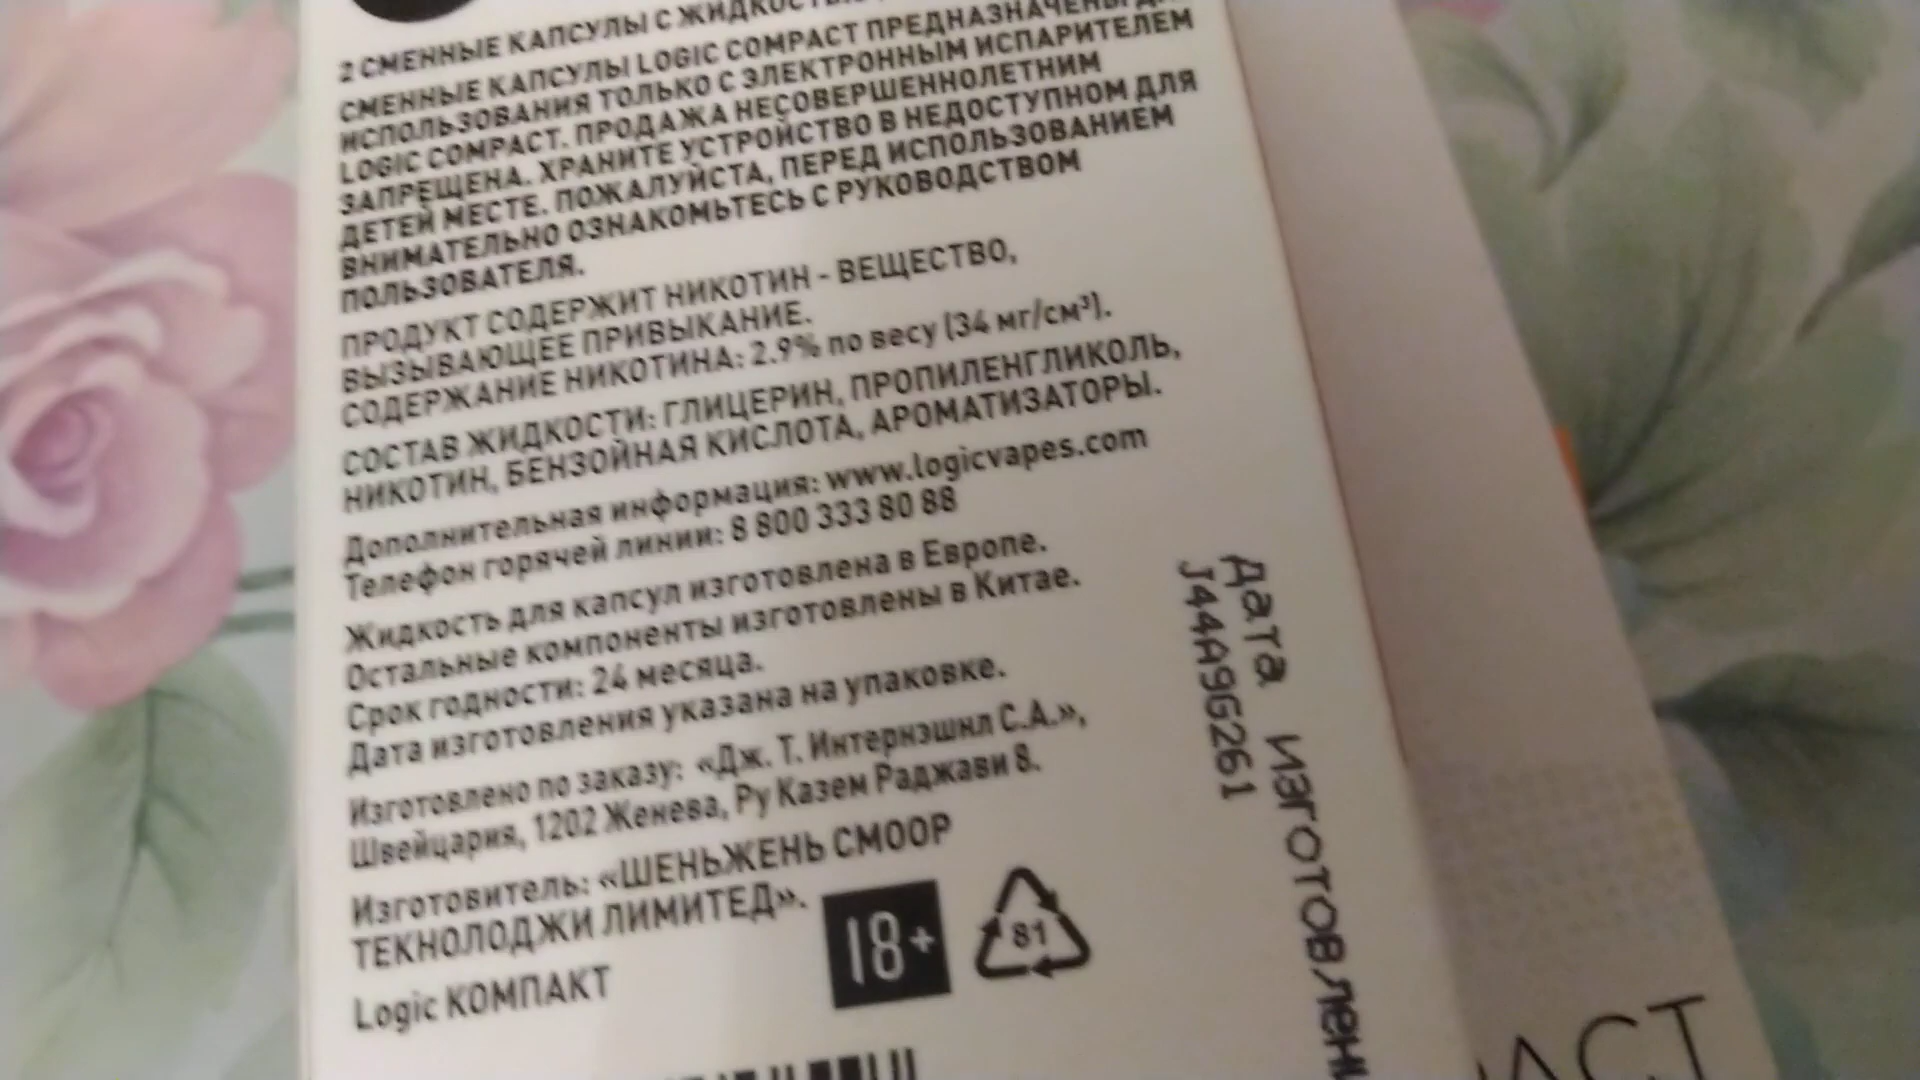 2 СМЕННЫЕ КАПСУЛЫ С
СМЕННЫЕ КАПСУЛЫ LOGIC COMPACT ПРЕДНАЗНАЧЕНЫ
ИСПОЛЬЗОВАНИЯ ТОЛЬКО С ЭЛЕКТРОННЫМ ИСПАРИТЕЛЕМ
LOGIC COMPACT. ПРОДАЖА НЕСОВЕРШЕННОЛЕТНИМ
ЗАПРЕЩЕНА. ХРАНИТЕ УСТРОЙСТВО В НЕДОСТУПНОМ ДЛЯ
ДЕТЕЙ МЕСТЕ. ПОЖАЛУЙСТА, ПЕРЕД ИСПОЛЬЗОВАНИЕМ
ВНИМАТЕЛЬНО ОЗНАКОМЬТЕСЬ С РУКОВОДСТВОМ
ПОЛЬЗОВАТЕЛЯ.
ПРОДУКТ СОДЕРЖИТ НИКОТИН - ВЕЩЕСТВО,
ВЫЗЫВАЮЩЕЕ ПРИВЫКАНИЕ.
СОДЕРЖАНИЕ НИКОТИНА: 2.9% по весу (34 мг/см³).
СОСТАВ ЖИДКОСТИ: ГЛИЦЕРИН, ПРОПИЛЕНГЛИКОЛЬ,
НИКОТИН, БЕНЗОЙНАЯ КИСЛОТА, АРОМАТИЗАТОРЫ.
Дополнительная информация: www.logicvapes.com
Телефон горячей линии: 8 800 333 80 88
Жидкость для капсул изготовлена в Европе.
Остальные компоненты изготовлены в Китае.
Срок годности: 24 месяца.
Дата изготовления указана на упаковке.
Изготовлено по заказу: «Дж. Т. Интернэшнл С.А.»,
Швейцария, 1202 Женева, Ру Казем Раджави 8.
Изготовитель: «ШЕНЬЖЕНЬ СМООР
ТЕКНОЛОДЖИ ЛИМИТЕД».
18+
81
Logic КОМПАКТ
Дата изготовлени
J44A9G261